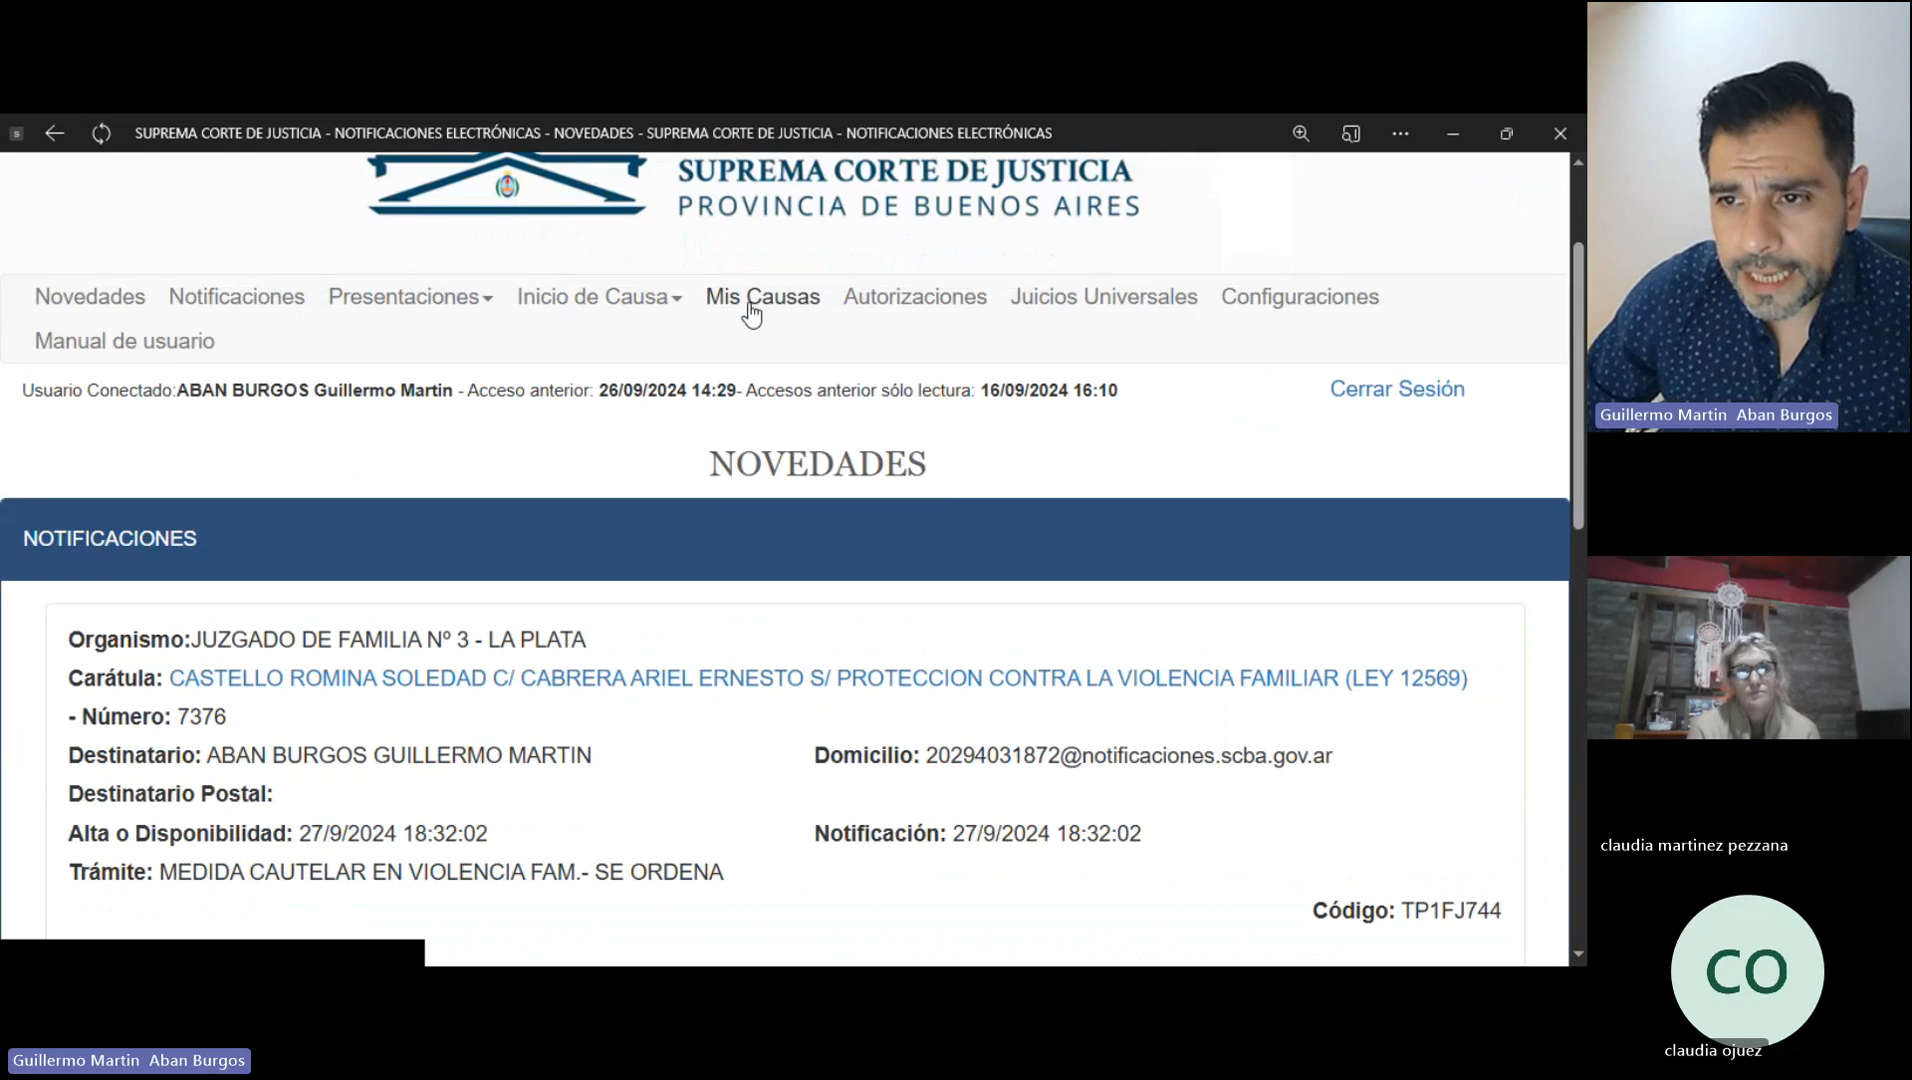 SUPREMA CORTE DE JUSTICIA - NOTIFICACIONES ELECTRÓNICAS - NOVEDADES - SUPREMA CORTE DE JUSTICIA - NOTIFICACIONES ELECTRÓNICAS
SUPREMA CORTE DE JUSTICIA
PROVINCIA DE BUENOS AIRES
Novedades Notificaciones Presentaciones Inicio de Causa Mis Causas Autorizaciones Juicios Universales Configuraciones
Manual de usuario
Usuario Conectado:ABAN BURGOS Guillermo Martin - Acceso anterior: 26/09/2024 14:29- Accesos anterior sólo lectura: 16/09/2024 16:10 Cerrar Sesión
NOVEDADES
NOTIFICACIONES
Organismo:JUZGADO DE FAMILIA Nº 3 - LA PLATA
Carátula: CASTELLO ROMINA SOLEDAD C/ CABRERA ARIEL ERNESTO S/ PROTECCION CONTRA LA VIOLENCIA FAMILIAR (LEY 12569)
- Número: 7376
Destinatario: ABAN BURGOS GUILLERMO MARTIN Domicilio: 20294031872@notificaciones.scba.gov.ar
Destinatario Postal:
Alta o Disponibilidad: 27/9/2024 18:32:02 Notificación: 27/9/2024 18:32:02
Trámite: MEDIDA CAUTELAR EN VIOLENCIA FAM.- SE ORDENA
Código: TP1FJ744
Guillermo Martin Aban Burgos
Guillermo Martin Aban Burgos
claudia martinez pezzana
CO
claudia ojuez